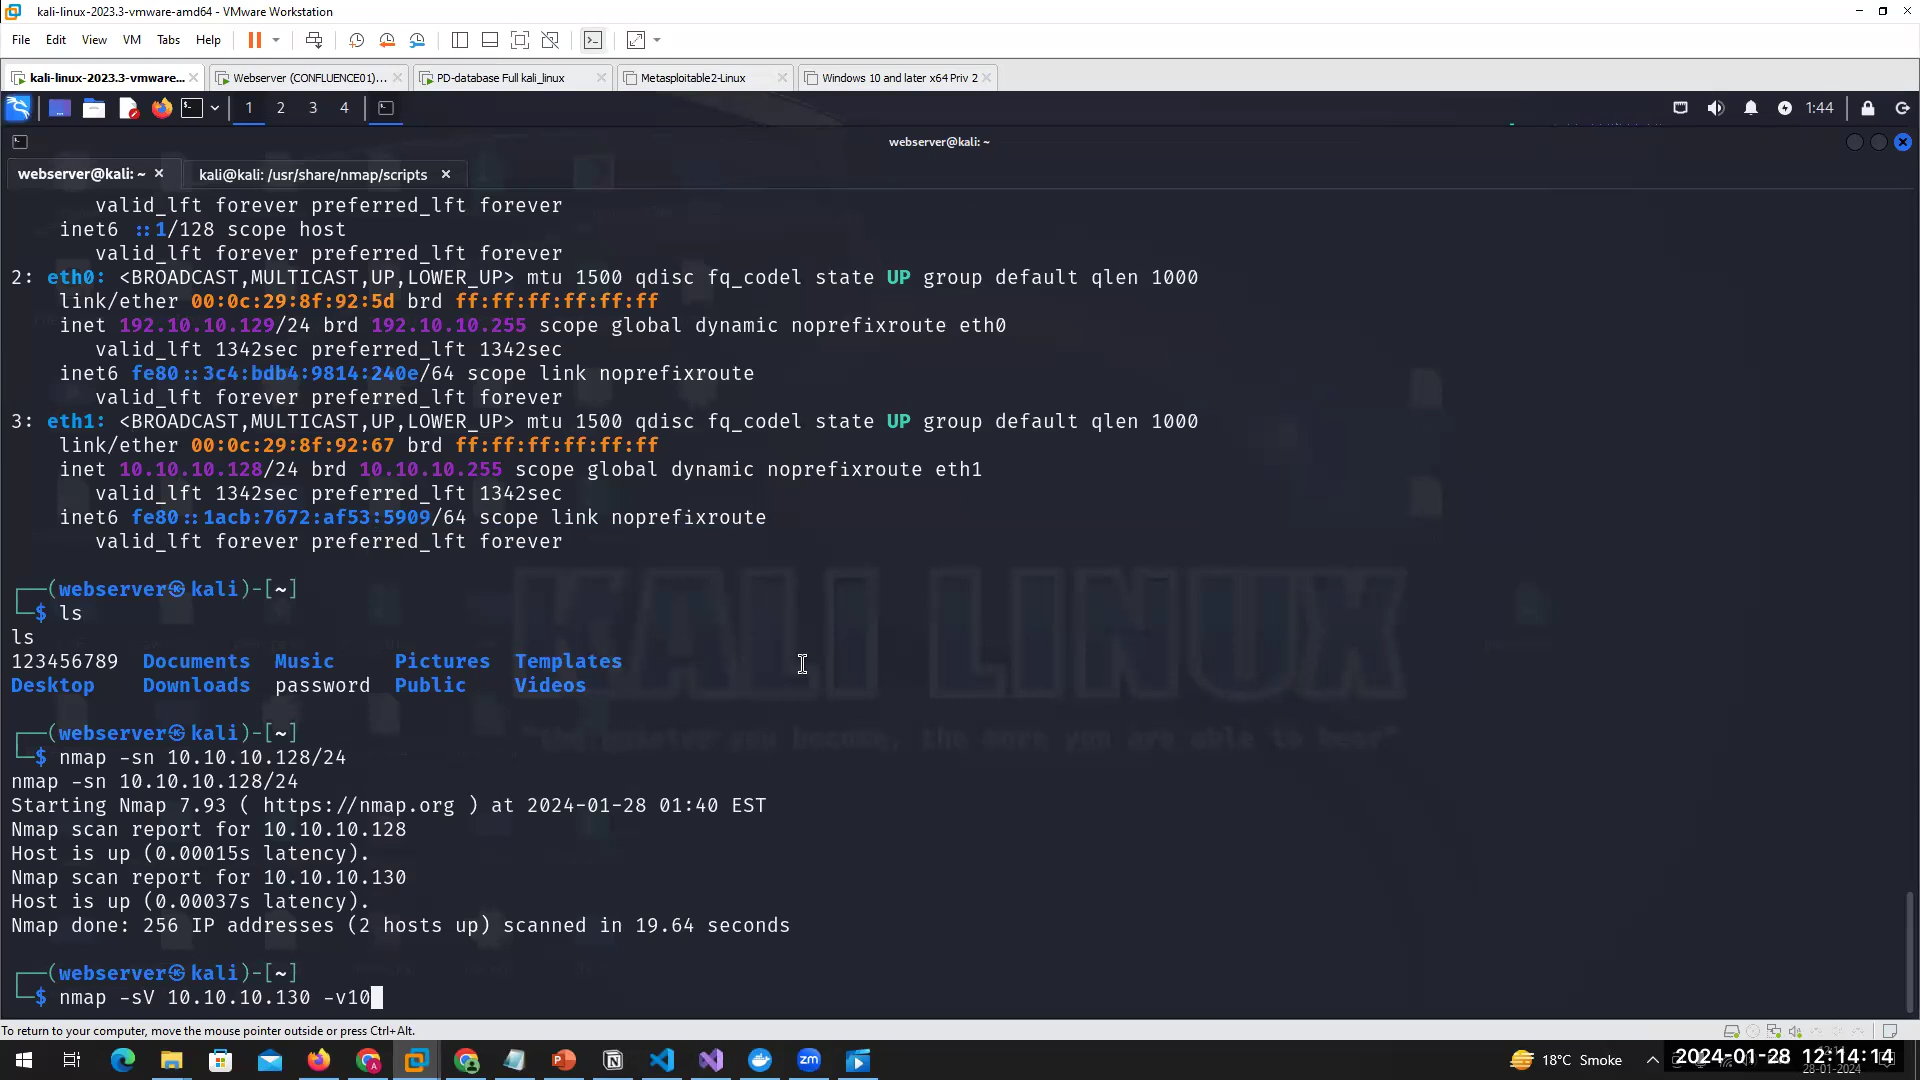 kali-linux-2023.3-vmware-amd64 - VMware Workstation
File Edit View VM Tabs Help
kali-linux-2023.3-vmware... Webserver (CONFLUENCE01)... PD-database Full kali_linux Metasploitable2-Linux Windows 10 and later x64 Priv 2
1 2 3 4 1:44
webserver@kali: ~
webserver@kali: ~ kali@kali: /usr/share/nmap/scripts
valid_lft forever preferred_lft forever
inet6 ::1/128 scope host
valid_lft forever preferred_lft forever
2: eth0: <BROADCAST,MULTICAST,UP,LOWER_UP> mtu 1500 qdisc fq_codel state UP group default qlen 1000
link/ether 00:0c:29:8f:92:5d brd ff:ff:ff:ff:ff:ff
inet 192.10.10.129/24 brd 192.10.10.255 scope global dynamic noprefixroute eth0
valid_lft 1342sec preferred_lft 1342sec
inet6 fe80::3c4:bdb4:9814:240e/64 scope link noprefixroute
valid_lft forever preferred_lft forever
3: eth1: <BROADCAST,MULTICAST,UP,LOWER_UP> mtu 1500 qdisc fq_codel state UP group default qlen 1000
link/ether 00:0c:29:8f:92:67 brd ff:ff:ff:ff:ff:ff
inet 10.10.10.128/24 brd 10.10.10.255 scope global dynamic noprefixroute eth1
valid_lft 1342sec preferred_lft 1342sec
inet6 fe80::1acb:7672:af53:5909/64 scope link noprefixroute
valid_lft forever preferred_lft forever
┌──(webserver㉿kali)-[~]
└─$ ls
ls
123456789 Documents Music Pictures Templates
Desktop Downloads password Public Videos
┌──(webserver㉿kali)-[~]
└─$ nmap -sn 10.10.10.128/24
nmap -sn 10.10.10.128/24
Starting Nmap 7.93 ( https://nmap.org ) at 2024-01-28 01:40 EST
Nmap scan report for 10.10.10.128
Host is up (0.00015s latency).
Nmap scan report for 10.10.10.130
Host is up (0.00037s latency).
Nmap done: 256 IP addresses (2 hosts up) scanned in 19.64 seconds
┌──(webserver㉿kali)-[~]
└─$ nmap -sV 10.10.10.130 -v10
KALI LINUX
"the quieter you become, the more you are able to hear"
To return to your computer, move the mouse pointer outside or press Ctrl+Alt.
18°C Smoke 2024-01-28 12:14:14
28-01-2024